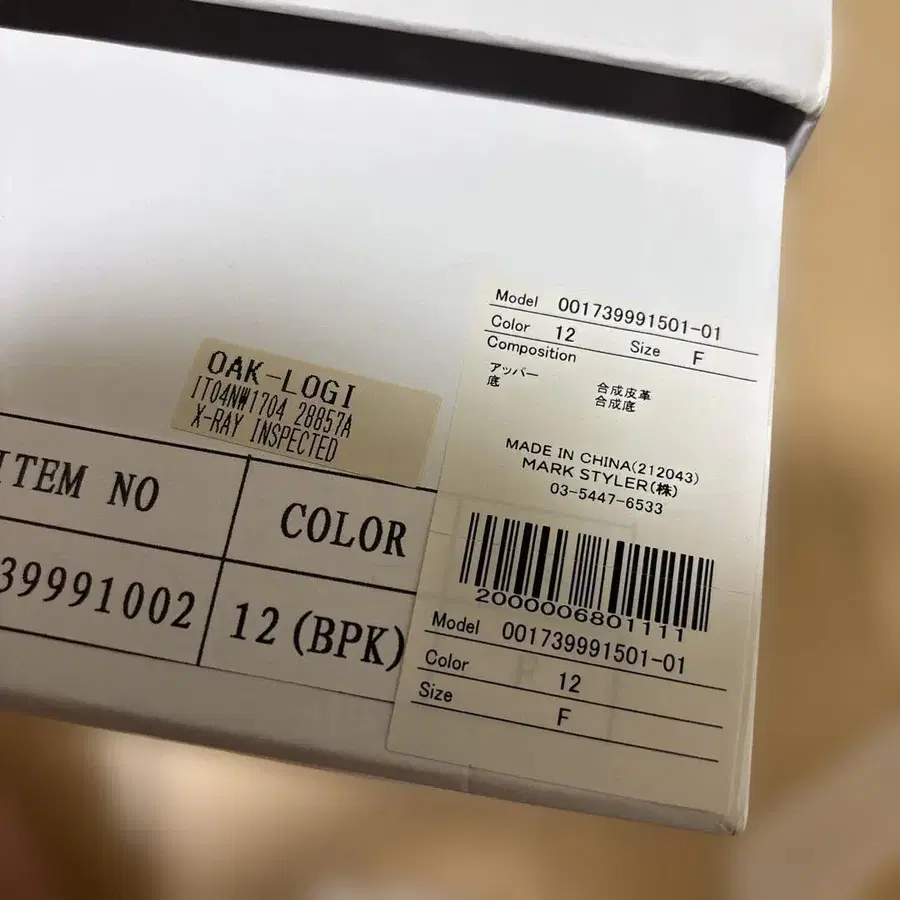 OAK-LOGI
IT04NW1704 28857A
X-RAY INSPECTED
ITEM NO COLOR
39991002 12(BPK)
Model 001739991501-01
Color 12 Size F
Composition
アッパー 合成皮革
底 合成底
MADE IN CHINA(212043)
MARK STYLER(株)
03-5447-6533
2000006801111
Model 001739991501-01
Color 12
Size F